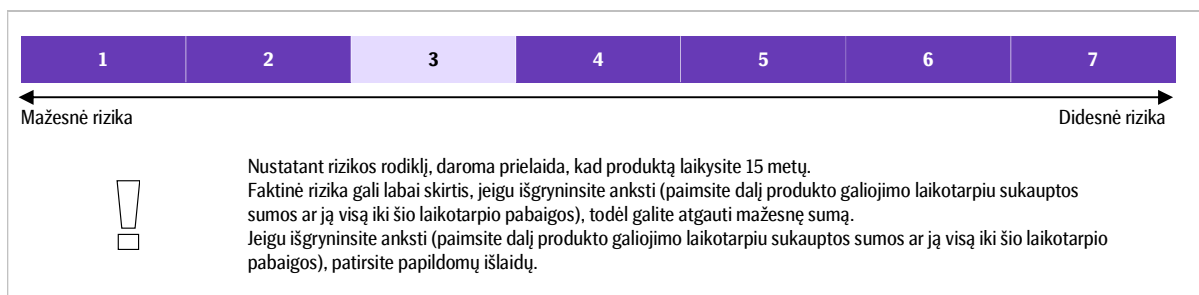 1 2 3 4 5 6 7
Mažesnė rizika Didesnė rizika
Nustatant rizikos rodiklį, daroma prielaida, kad produktą laikysite 15 metų.
Faktinė rizika gali labai skirtis, jeigu išgryninsite anksti (paimsite dalį produkto galiojimo laikotarpiu sukauptos
sumos ar ją visą iki šio laikotarpio pabaigos), todėl galite atgauti mažesnę sumą.
Jeigu išgryninsite anksti (paimsite dalį produkto galiojimo laikotarpiu sukauptos sumos ar ją visą iki šio laikotarpio
pabaigos), patirsite papildomų išlaidų.